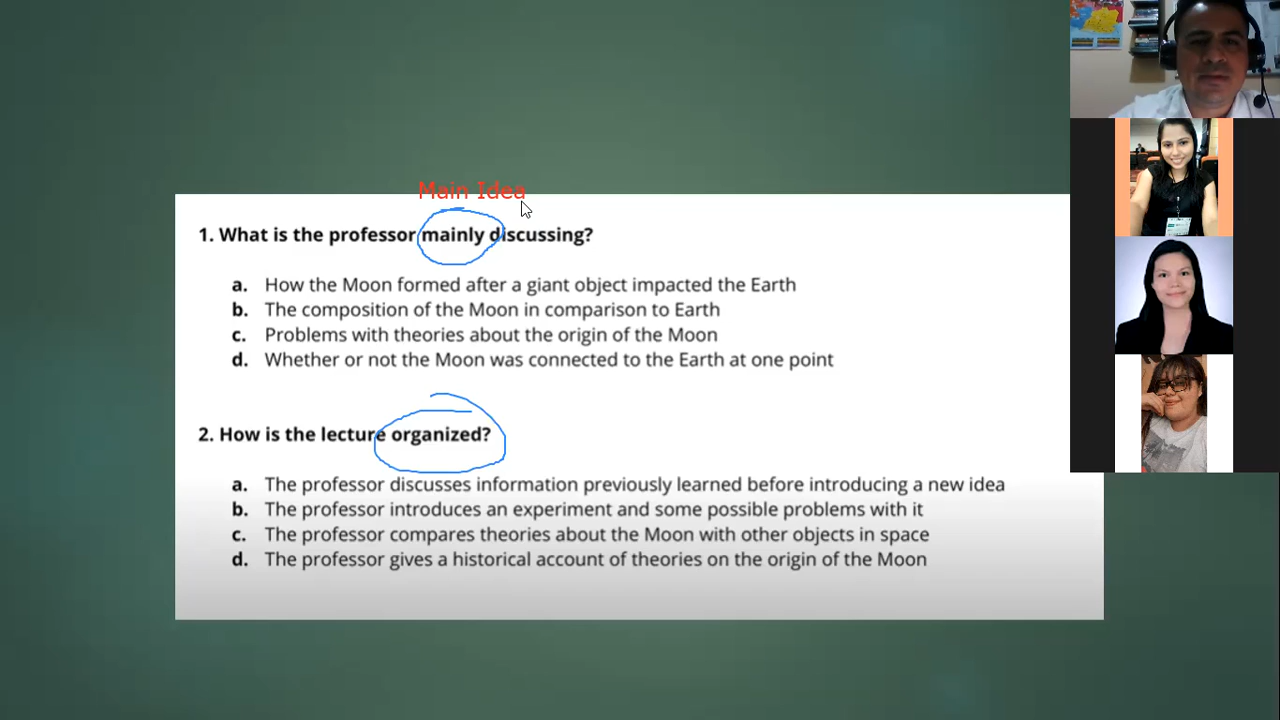 Main Idea
1. What is the professor mainly discussing?
a. How the Moon formed after a giant object impacted the Earth
b. The composition of the Moon in comparison to Earth
c. Problems with theories about the origin of the Moon
d. Whether or not the Moon was connected to the Earth at one point
2. How is the lecture organized?
a. The professor discusses information previously learned before introducing a new idea
b. The professor introduces an experiment and some possible problems with it
c. The professor compares theories about the Moon with other objects in space
d. The professor gives a historical account of theories on the origin of the Moon